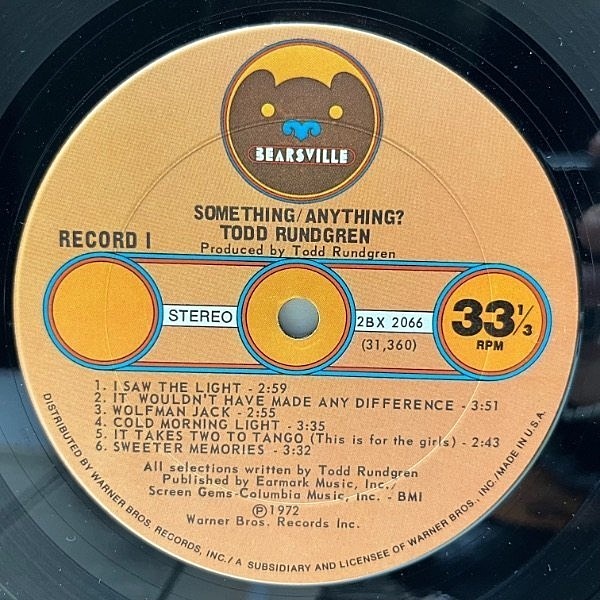 BEARSVILLE
SOMETHING/ANYTHING?
TODD RUNDGREN
RECORD I
Produced by Todd Rundgren
STEREO
2BX 2066
(31,360)
33 1/3
RPM
1. I SAW THE LIGHT - 2:59
2. IT WOULDN'T HAVE MADE ANY DIFFERENCE - 3:51
3. WOLFMAN JACK - 2:55
4. COLD MORNING LIGHT - 3:35
5. IT TAKES TWO TO TANGO (This is for the girls) - 2:43
6. SWEETER MEMORIES - 3:32
All selections written by Todd Rundgren
Published by Earmark Music, Inc./
Screen Gems-Columbia Music, Inc. - BMI
Ⓟ1972
Warner Bros. Records Inc.
DISTRIBUTED BY WARNER BROS. RECORDS, INC./A SUBSIDIARY AND LICENSEE OF WARNER BROS., INC./MADE IN U.S.A.